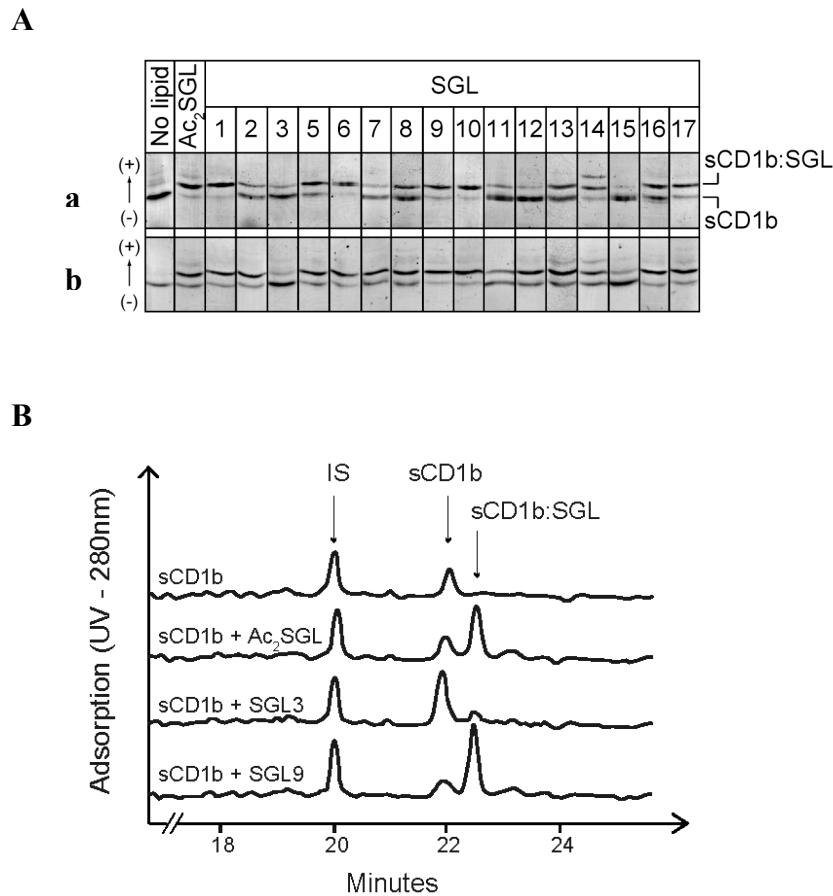 A
No lipid
Ac₂SGL
SGL
1 2 3 5 6 7 8 9 10 11 12 13 14 15 16 17
(+)
a
(-)
sCD1b:SGL
sCD1b
(+)
b
(-)
B
IS
sCD1b
sCD1b:SGL
sCD1b
sCD1b + Ac₂SGL
sCD1b + SGL3
sCD1b + SGL9
Adsorption (UV - 280nm)
18 20 22 24
Minutes